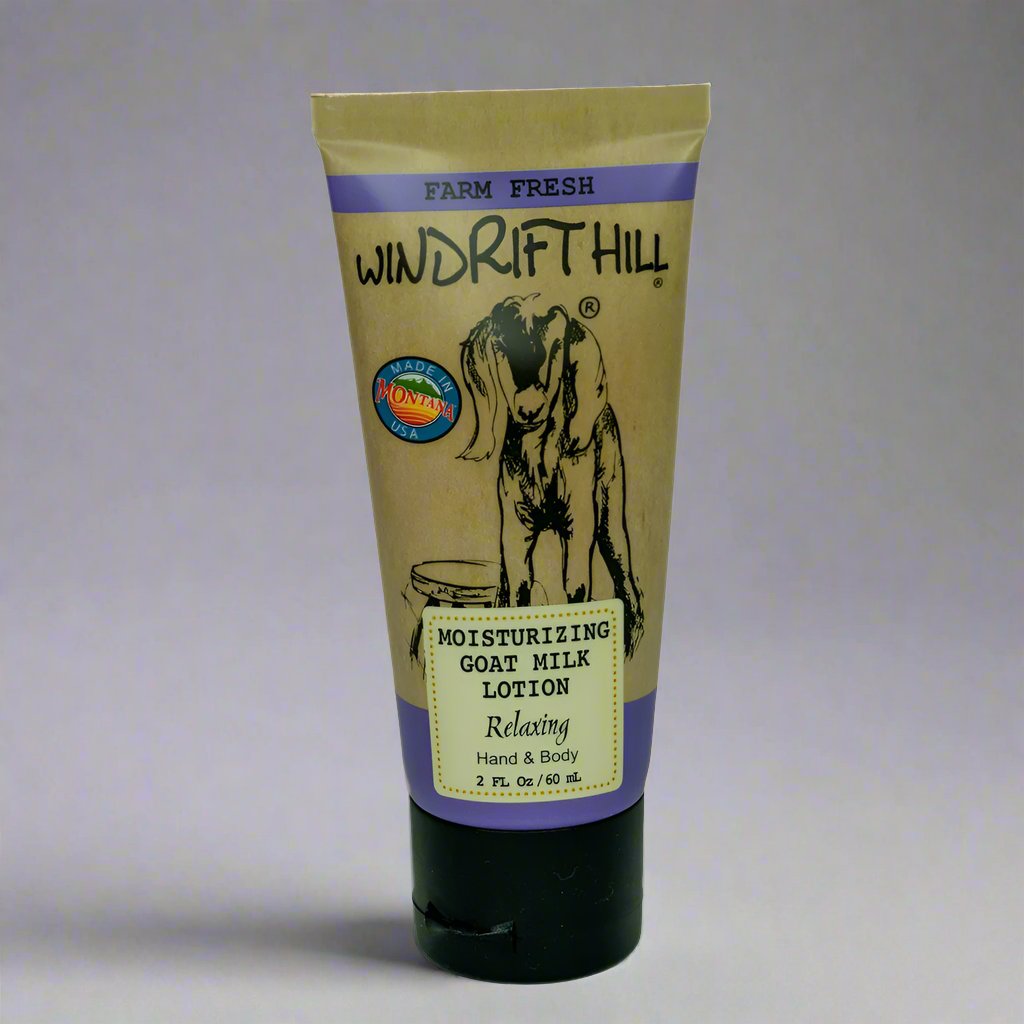 FARM FRESH
WINDRIFT HILL
®
®
MADE IN
MONTANA
USA
MOISTURIZING
GOAT MILK
LOTION
Relaxing
Hand & Body
2 FL Oz / 60 mL